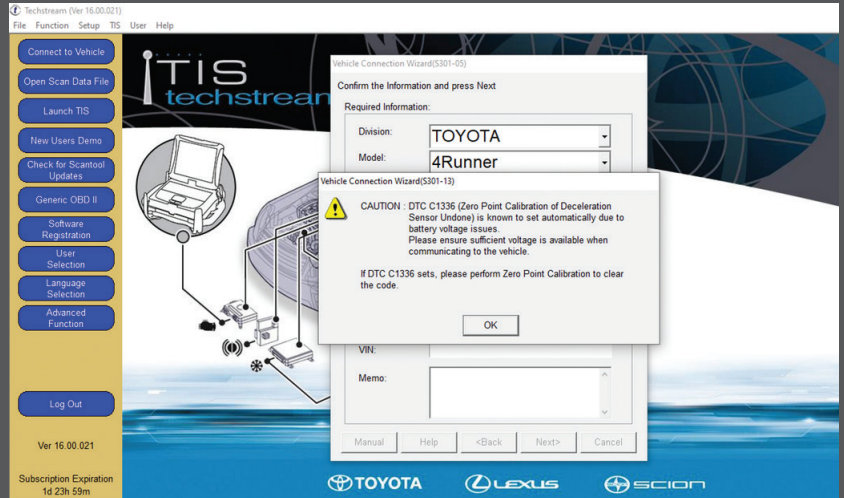 Techstream (Ver 16.00.021)
File Function Setup TIS User Help
Connect to Vehicle
Open Scan Data File
Launch TIS
New Users Demo
Check for Scantool
Updates
Generic OBD II
Software
Registration
User
Selection
Language
Selection
Advanced
Function
Log Out
Ver 16.00.021
Subscription Expiration
1d 23h 59m
TIS
techstream
Vehicle Connection Wizard(S301-05)
Confirm the Information and press Next
Required Information:
Division: TOYOTA
Model: 4Runner
Vehicle Connection Wizard(S301-13)
CAUTION : DTC C1336 (Zero Point Calibration of Deceleration
Sensor Undone) is known to set automatically due to
battery voltage issues.
Please ensure sufficient voltage is available when
communicating to the vehicle.
If DTC C1336 sets, please perform Zero Point Calibration to clear
the code.
OK
VIN:
Memo:
Manual Help <Back Next> Cancel
TOYOTA LEXUS SCION